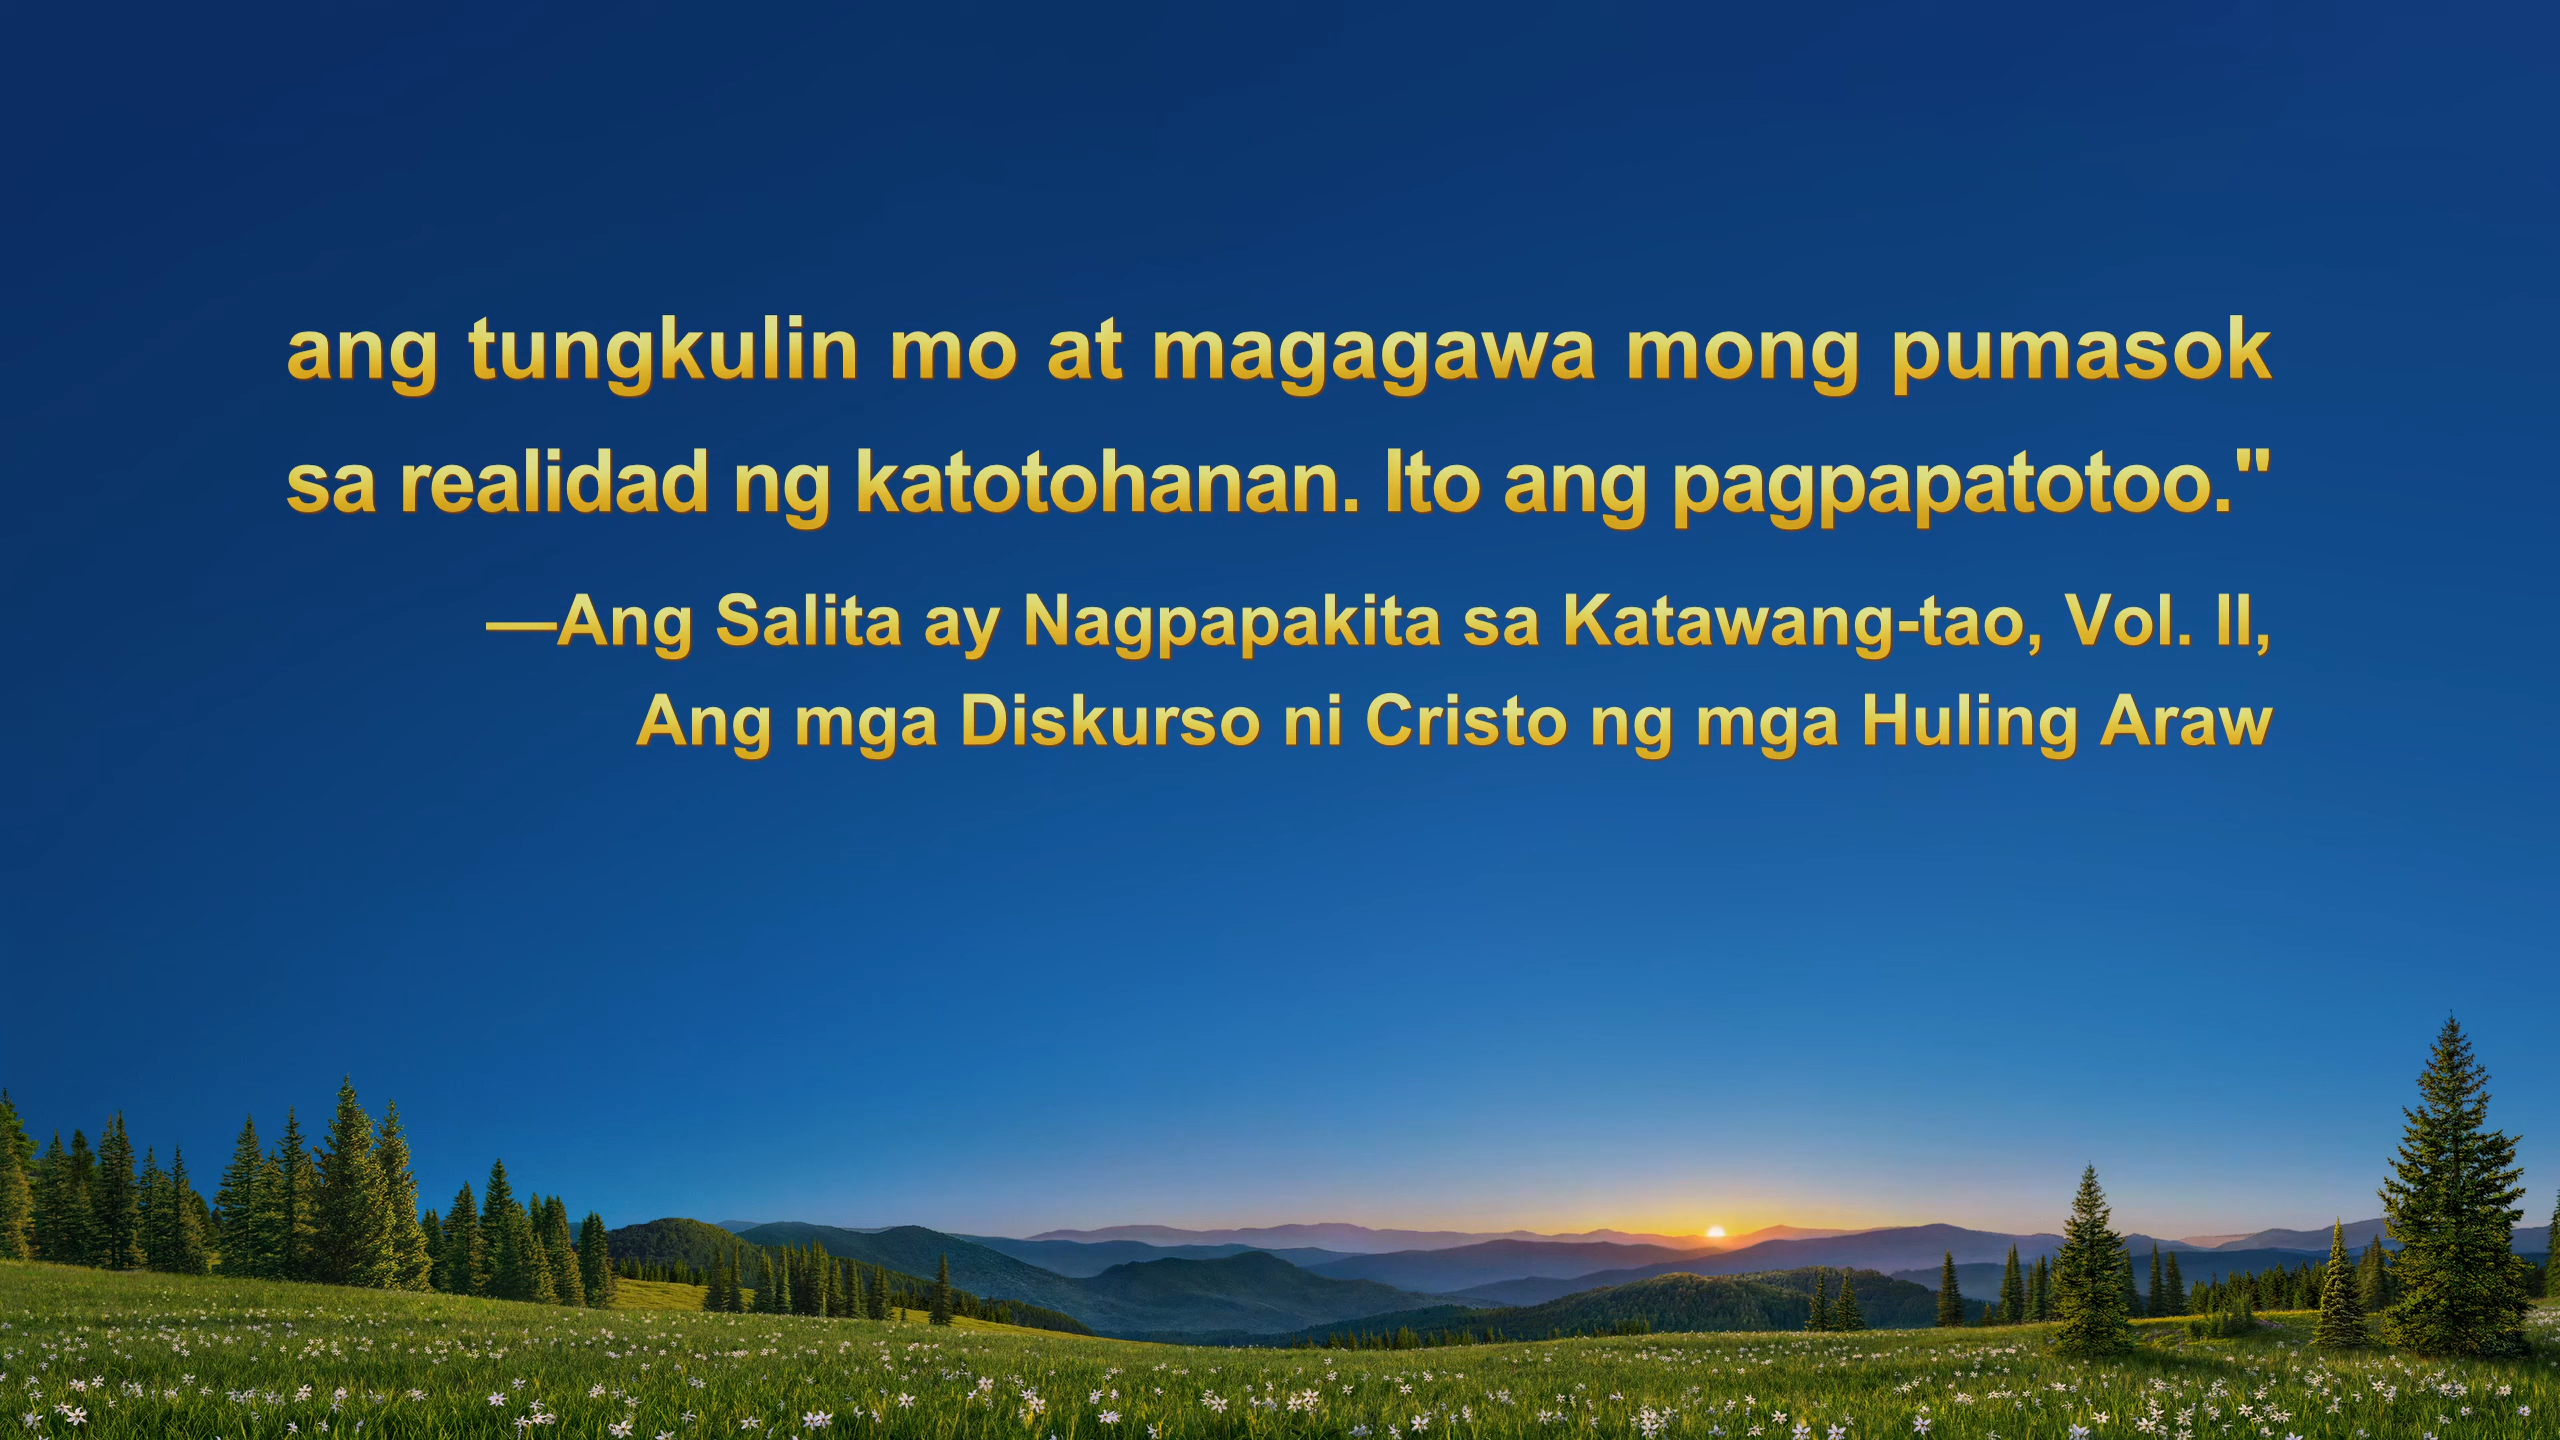 ang tungkulin mo at magagawa mong pumasok
sa realidad ng katotohanan. Ito ang pagpapatotoo."
—Ang Salita ay Nagpapakita sa Katawang-tao, Vol. II,
Ang mga Diskurso ni Cristo ng mga Huling Araw